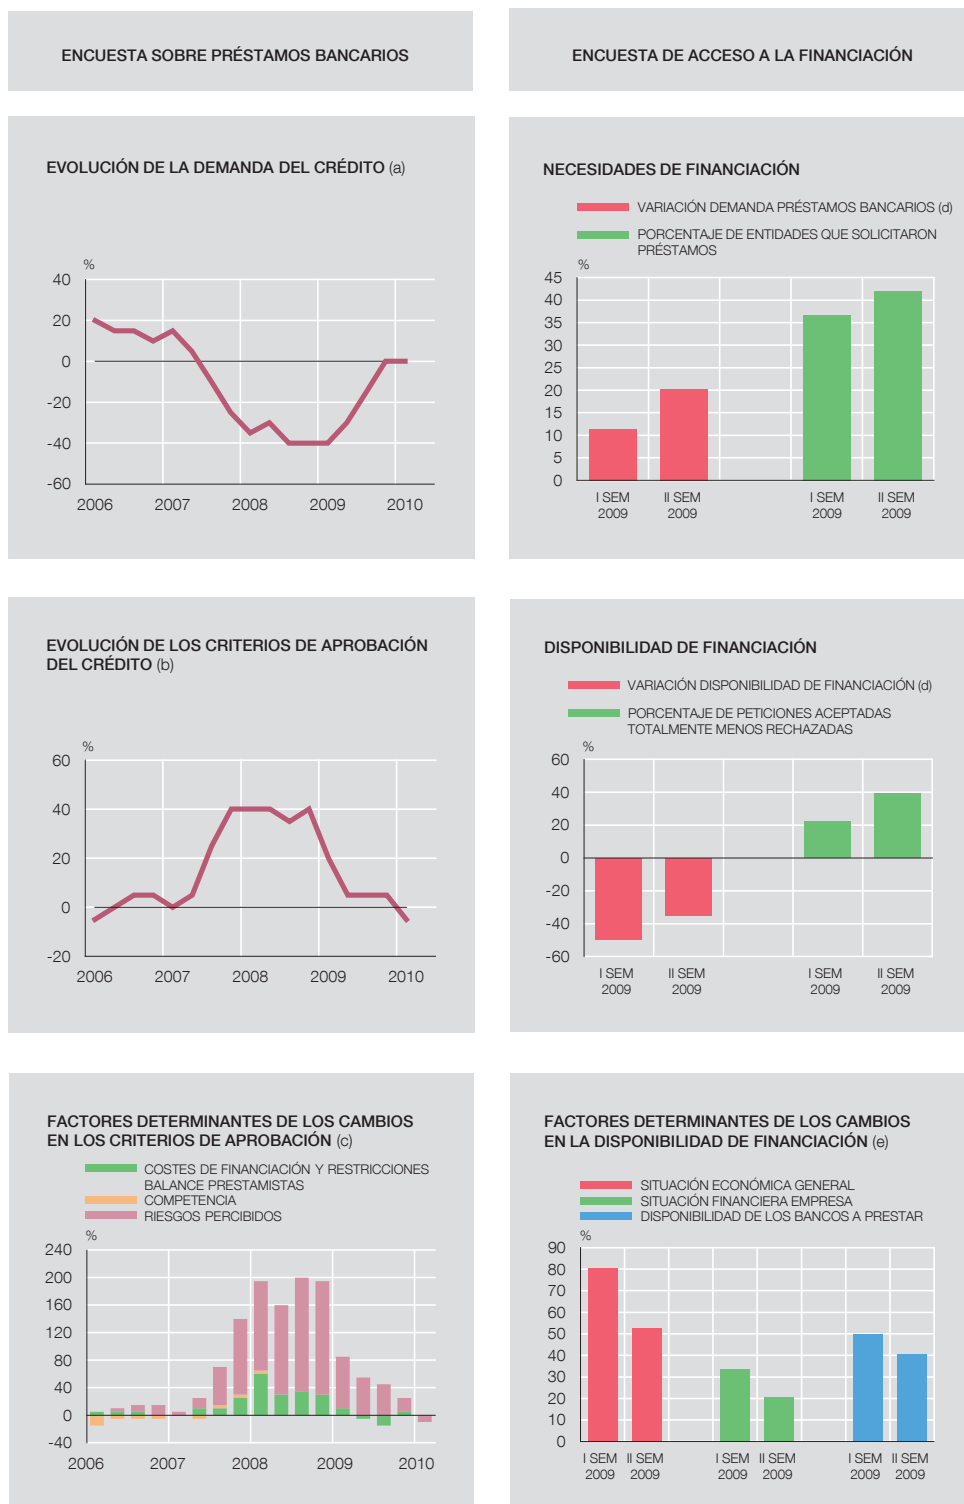 ENCUESTA SOBRE PRÉSTAMOS BANCARIOS
ENCUESTA DE ACCESO A LA FINANCIACIÓN
EVOLUCIÓN DE LA DEMANDA DEL CRÉDITO (a)
%
40
20
0
-20
-40
-60
2006 2007 2008 2009 2010
NECESIDADES DE FINANCIACIÓN
VARIACIÓN DEMANDA PRÉSTAMOS BANCARIOS (d)
PORCENTAJE DE ENTIDADES QUE SOLICITARON
PRÉSTAMOS
%
45
40
35
30
25
20
15
10
5
0
I SEM II SEM I SEM II SEM
2009 2009 2009 2009
EVOLUCIÓN DE LOS CRITERIOS DE APROBACIÓN
DEL CRÉDITO (b)
%
60
40
20
0
-20
2006 2007 2008 2009 2010
DISPONIBILIDAD DE FINANCIACIÓN
VARIACIÓN DISPONIBILIDAD DE FINANCIACIÓN (d)
PORCENTAJE DE PETICIONES ACEPTADAS
TOTALMENTE MENOS RECHAZADAS
%
60
40
20
0
-20
-40
-60
I SEM II SEM I SEM II SEM
2009 2009 2009 2009
FACTORES DETERMINANTES DE LOS CAMBIOS
EN LOS CRITERIOS DE APROBACIÓN (c)
COSTES DE FINANCIACIÓN Y RESTRICCIONES
BALANCE PRESTAMISTAS
COMPETENCIA
RIESGOS PERCIBIDOS
%
240
200
160
120
80
40
0
-40
2006 2007 2008 2009 2010
FACTORES DETERMINANTES DE LOS CAMBIOS
EN LA DISPONIBILIDAD DE FINANCIACIÓN (e)
SITUACIÓN ECONÓMICA GENERAL
SITUACIÓN FINANCIERA EMPRESA
DISPONIBILIDAD DE LOS BANCOS A PRESTAR
%
90
80
70
60
50
40
30
20
10
0
I SEM II SEM I SEM II SEM I SEM II SEM
2009 2009 2009 2009 2009 2009